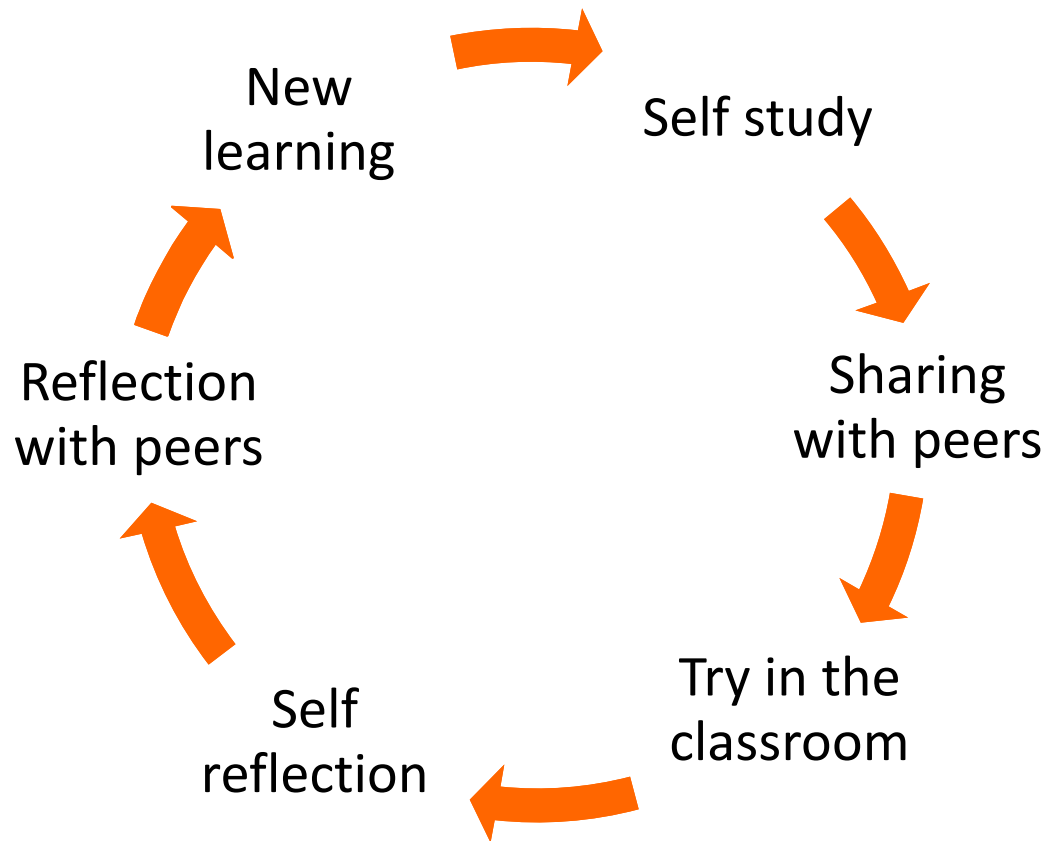 New
learning
Self study
Sharing
with peers
Try in the
classroom
Self
reflection
Reflection
with peers